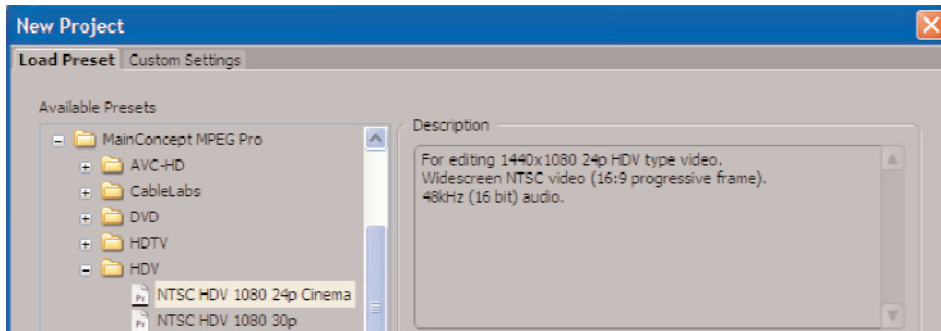 New Project
Load Preset Custom Settings
Available Presets
MainConcept MPEG Pro
AVC-HD
CableLabs
DVD
HDTV
HDV
NTSC HDV 1080 24p Cinema
NTSC HDV 1080 30p
Description
For editing 1440x1080 24p HDV type video.
Widescreen NTSC video (16:9 progressive frame).
48kHz (16 bit) audio.